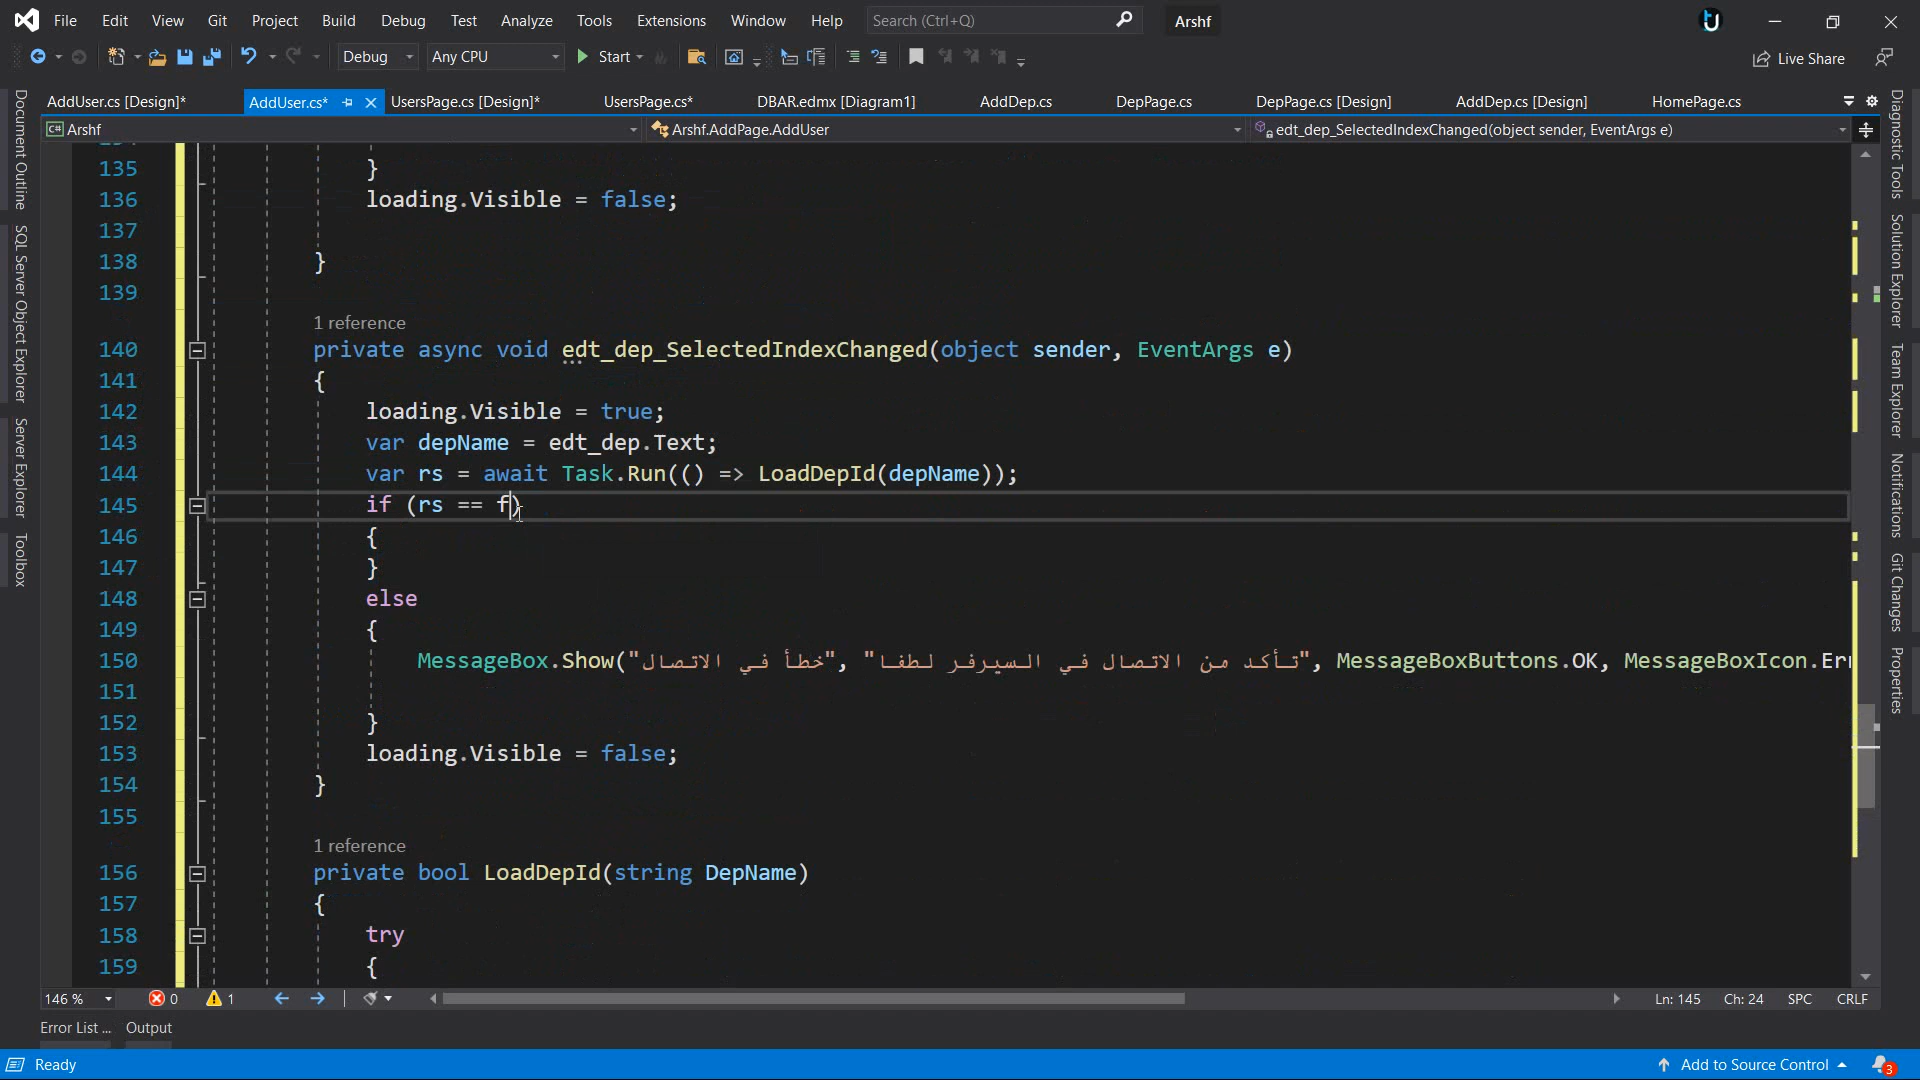 File Edit View Git Project Build Debug Test Analyze Tools Extensions Window Help Search (Ctrl+Q) Arshf
Debug Any CPU Start Live Share
AddUser.cs [Design]* AddUser.cs* UsersPage.cs [Design]* UsersPage.cs* DBAR.edmx [Diagram1] AddDep.cs DepPage.cs DepPage.cs [Design] AddDep.cs [Design] HomePage.cs
C# Arshf Arshf.AddPage.AddUser edt_dep_SelectedIndexChanged(object sender, EventArgs e)
135 }
136 loading.Visible = false;
137
138 }
139
1 reference
140 private async void edt_dep_SelectedIndexChanged(object sender, EventArgs e)
141 {
142 loading.Visible = true;
143 var depName = edt_dep.Text;
144 var rs = await Task.Run(() => LoadDepId(depName));
145 if (rs == f)
146 {
147 }
148 else
149 {
150 MessageBox.Show("خطأ في الاتصال", "تأكد من الاتصال في السيرفر لطفا", MessageBoxButtons.OK, MessageBoxIcon.Err
151
152 }
153 loading.Visible = false;
154 }
155
1 reference
156 private bool LoadDepId(string DepName)
157 {
158 try
159 {
146 % 0 1 Ln: 145 Ch: 24 SPC CRLF
Error List ... Output
Ready Add to Source Control 3
Document Outline
SQL Server Object Explorer
Server Explorer
Toolbox
Diagnostic Tools
Solution Explorer
Team Explorer
Notifications
Git Changes
Properties